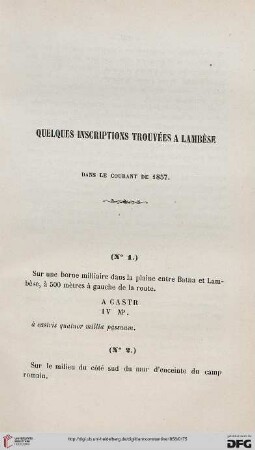 QUELQUES INSCRIPTIONS TROUVÉES A LAMBÈSE
DANS LE COURANT DE 1857.
(N° 1.)
Sur une borne milliaire dans la plaine entre Batna et Lam-
bèse, à 500 mètres à gauche de la route.
A CASTR
IV MP.
à castris quatuor millia passuum.
(N° 2.)
Sur le milieu du côté sud du mur d'enceinte du camp
romain.